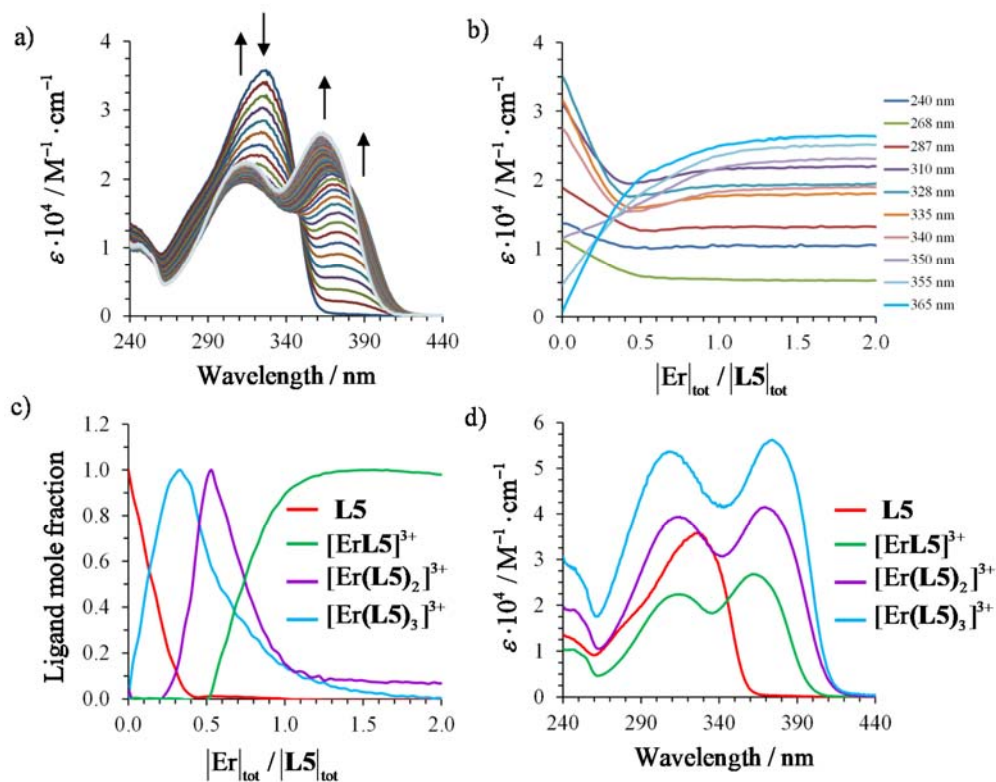 a)
4
3
2
1
0
ε·10⁴ / M⁻¹·cm⁻¹
240 290 340 390 440
Wavelength / nm
b)
4
3
2
1
0
ε·10⁴ / M⁻¹·cm⁻¹
0.0 0.5 1.0 1.5 2.0
|Er|tot / |L5|tot
240 nm
268 nm
287 nm
310 nm
328 nm
335 nm
340 nm
350 nm
355 nm
365 nm
c)
1.2
1.0
0.8
0.6
0.4
0.2
0.0
Ligand mole fraction
L5
[ErL5]³⁺
[Er(L5)₂]³⁺
[Er(L5)₃]³⁺
0.0 0.5 1.0 1.5 2.0
|Er|tot / |L5|tot
d)
6
5
4
3
2
1
0
ε·10⁴ / M⁻¹·cm⁻¹
L5
[ErL5]³⁺
[Er(L5)₂]³⁺
[Er(L5)₃]³⁺
240 290 340 390 440
Wavelength / nm